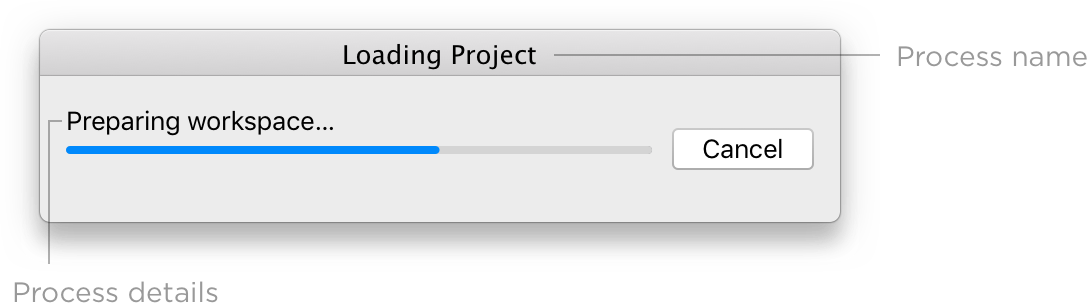 Loading Project
Process name
Preparing workspace...
Cancel
Process details